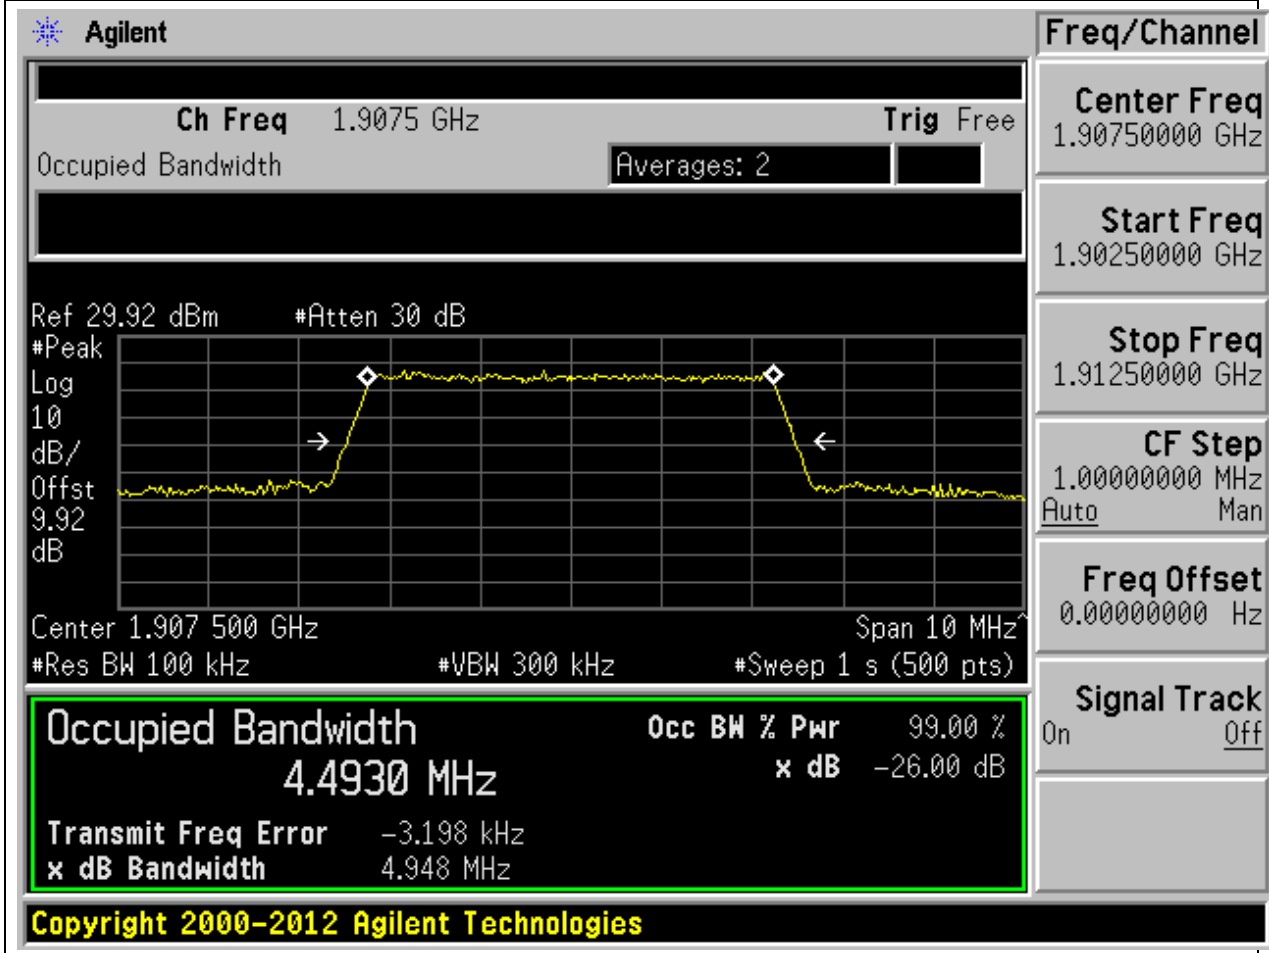 Agilent
Freq/Channel
Ch Freq 1.9075 GHz Trig Free
Occupied Bandwidth Averages: 2
Ref 29.92 dBm #Atten 30 dB
#Peak
Log
10
dB/
Offst
9.92
dB
Center 1.907 500 GHz Span 10 MHz^
#Res BW 100 kHz #VBW 300 kHz #Sweep 1 s (500 pts)
Occupied Bandwidth Occ BW % Pwr 99.00 %
4.4930 MHz x dB -26.00 dB
Transmit Freq Error -3.198 kHz
x dB Bandwidth 4.948 MHz
Center Freq
1.90750000 GHz
Start Freq
1.90250000 GHz
Stop Freq
1.91250000 GHz
CF Step
1.00000000 MHz
Auto Man
Freq Offset
0.00000000 Hz
Signal Track
On Off
Copyright 2000-2012 Agilent Technologies